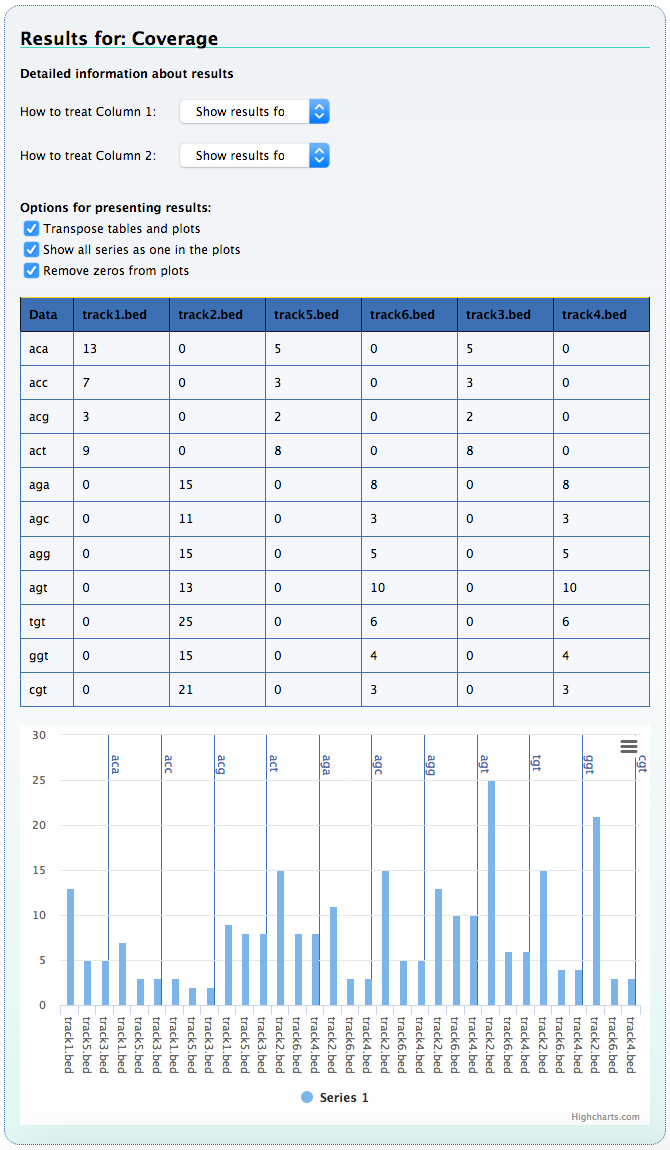 Results for: Coverage
Detailed information about results
How to treat Column 1: Show results fo
How to treat Column 2: Show results fo
Options for presenting results:
Transpose tables and plots
Show all series as one in the plots
Remove zeros from plots
Data track1.bed track2.bed track5.bed track6.bed track3.bed track4.bed
aca 13 0 5 0 5 0
acc 7 0 3 0 3 0
acg 3 0 2 0 2 0
act 9 0 8 0 8 0
aga 0 15 0 8 0 8
agc 0 11 0 3 0 3
agg 0 15 0 5 0 5
agt 0 13 0 10 0 10
tgt 0 25 0 6 0 6
ggt 0 15 0 4 0 4
cgt 0 21 0 3 0 3
30
aca acc acg act aga agc agg agt tgt ggt cgt
25
20
15
10
5
0
track1.bed track5.bed track3.bed track1.bed track5.bed track3.bed track1.bed track5.bed track3.bed track1.bed track5.bed track3.bed track2.bed track6.bed track4.bed track2.bed track6.bed track4.bed track2.bed track6.bed track4.bed track2.bed track6.bed track4.bed track2.bed track6.bed track4.bed track2.bed track6.bed track4.bed track2.bed track6.bed track4.bed
Series 1
Highcharts.com